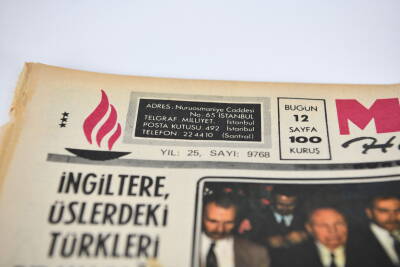 ADRES: Nuruosmaniye Caddesi
No. 65 İSTANBUL
TELGRAF: MİLLİYET, İstanbul
POSTA KUTUSU 492 İstanbul
TELEFON: 22 44 10 (Santral)
BUGÜN
12
SAYFA
100
KURUŞ
M
YIL: 25, SAYI: 9768
İNGİLTERE,
ÜSLERDEKİ
TÜRKLERİ